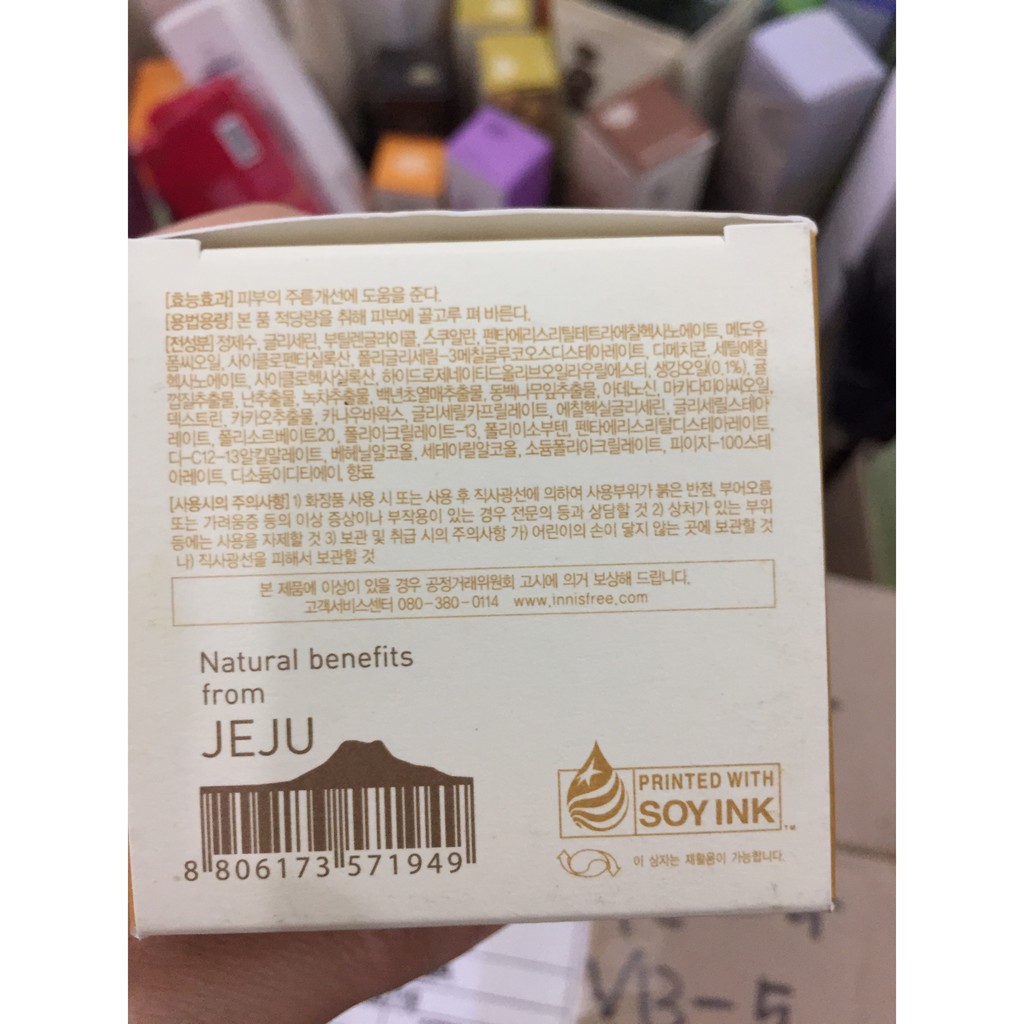 [효능효과] 피부의 주름개선에 도움을 준다.
[용법용량] 본 품 적당량을 취해 피부에 골고루 펴 바른다.
[전성분] 정제수, 글리세린, 부틸렌글라이콜, 스쿠알란, 펜타에리스리틸테트라에칠헥사노에이트, 메도우
폼씨오일, 사이클로펜타실록산, 폴리글리세릴-3메칠글루코오스디스테아레이트, 디메치콘, 세틸에칠
헥사노에이트, 사이클로헥사실록산, 하이드로제네이티드올리브오일라우릴에스터, 생강오일(0.1%), 귤
껍질추출물, 난추출물, 녹차추출물, 백년초열매추출물, 동백나무잎추출물, 아데노신, 마카다미아씨오일,
덱스트린, 카카오추출물, 카나우바왁스, 글리세릴카프릴레이트, 에칠헥실글리세린, 글리세릴스테아
레이트, 폴리소르베이트20, 폴리아크릴레이트-13, 폴리이소부텐, 펜타에리스리틸디스테아레이트,
디-C12-13알킬말레이트, 베헤닐알코올, 세테아릴알코올, 소듐폴리아크릴레이트, 피이지-100스테
아레이트, 디소듐이디티에이, 향료
[사용시의 주의사항] 1) 화장품 사용 시 또는 사용 후 직사광선에 의하여 사용부위가 붉은 반점, 부어오름
또는 가려움증 등의 이상 증상이나 부작용이 있는 경우 전문의 등과 상담할 것 2) 상처가 있는 부위
등에는 사용을 자제할 것 3) 보관 및 취급 시의 주의사항 가) 어린이의 손이 닿지 않는 곳에 보관할 것
나) 직사광선을 피해서 보관할 것
본 제품에 이상이 있을 경우 공정거래위원회 고시에 의거 보상해 드립니다.
고객서비스센터 080-380-0114 www.innisfree.com
Natural benefits
from
JEJU
8 806173 571949
PRINTED WITH
SOY INK™
이 상자는 재활용이 가능합니다.
VB-5